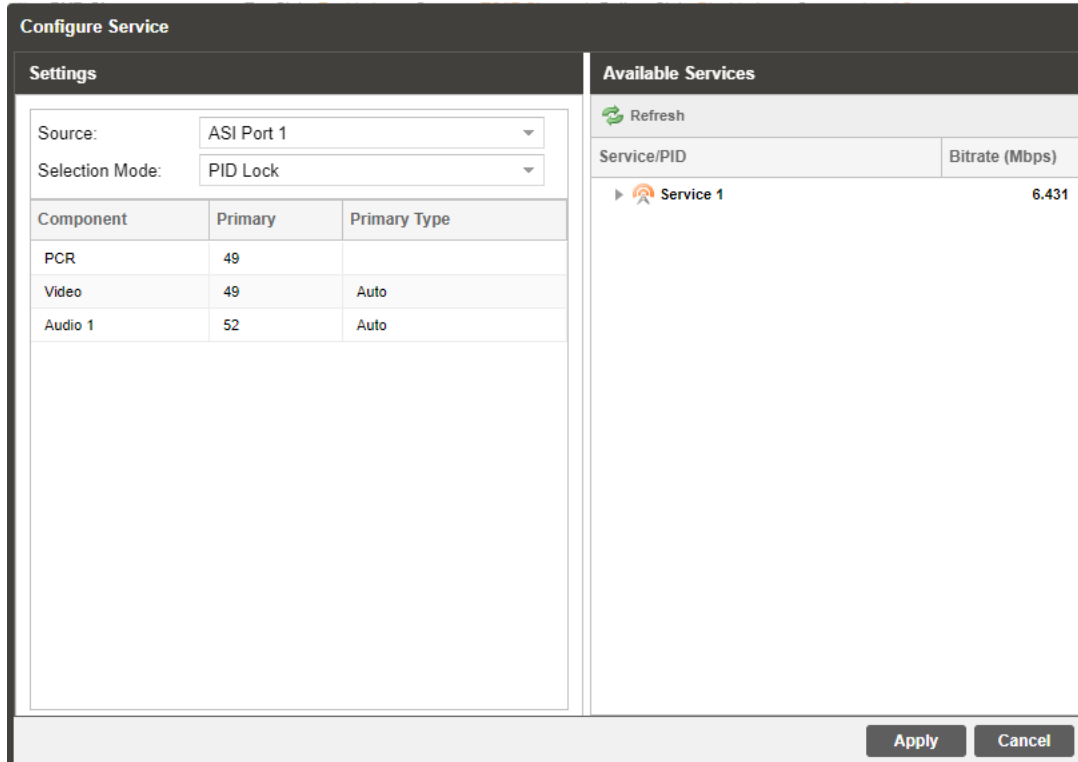 Configure Service
Settings
Source: ASI Port 1
Selection Mode: PID Lock
Component Primary Primary Type
PCR 49
Video 49 Auto
Audio 1 52 Auto
Available Services
Refresh
Service/PID Bitrate (Mbps)
Service 1 6.431
Apply Cancel